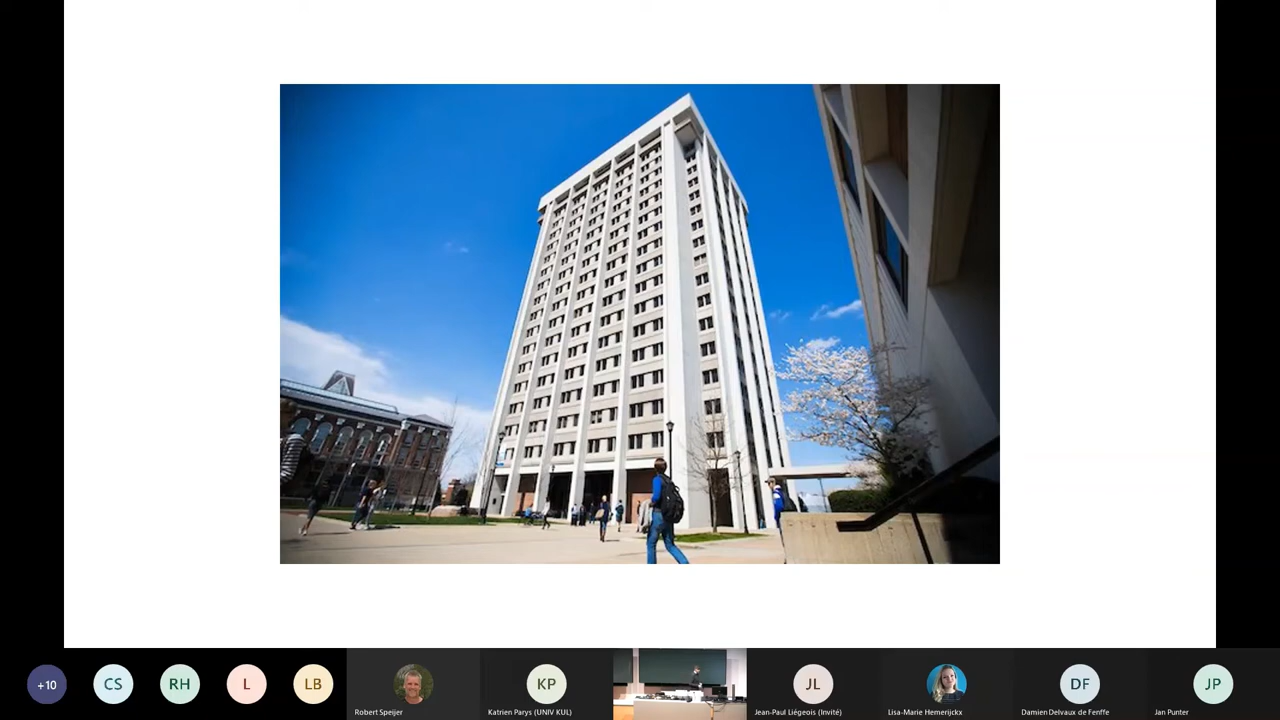 +10
CS
RH
L
LB
Robert Speijer
KP
Katrien Parys (UNIV KUL)
JL
Jean-Paul Liégeois (Invité)
Lisa-Marie Hemerijckx
DF
Damien Delvaux de Fenffe
JP
Jan Punter